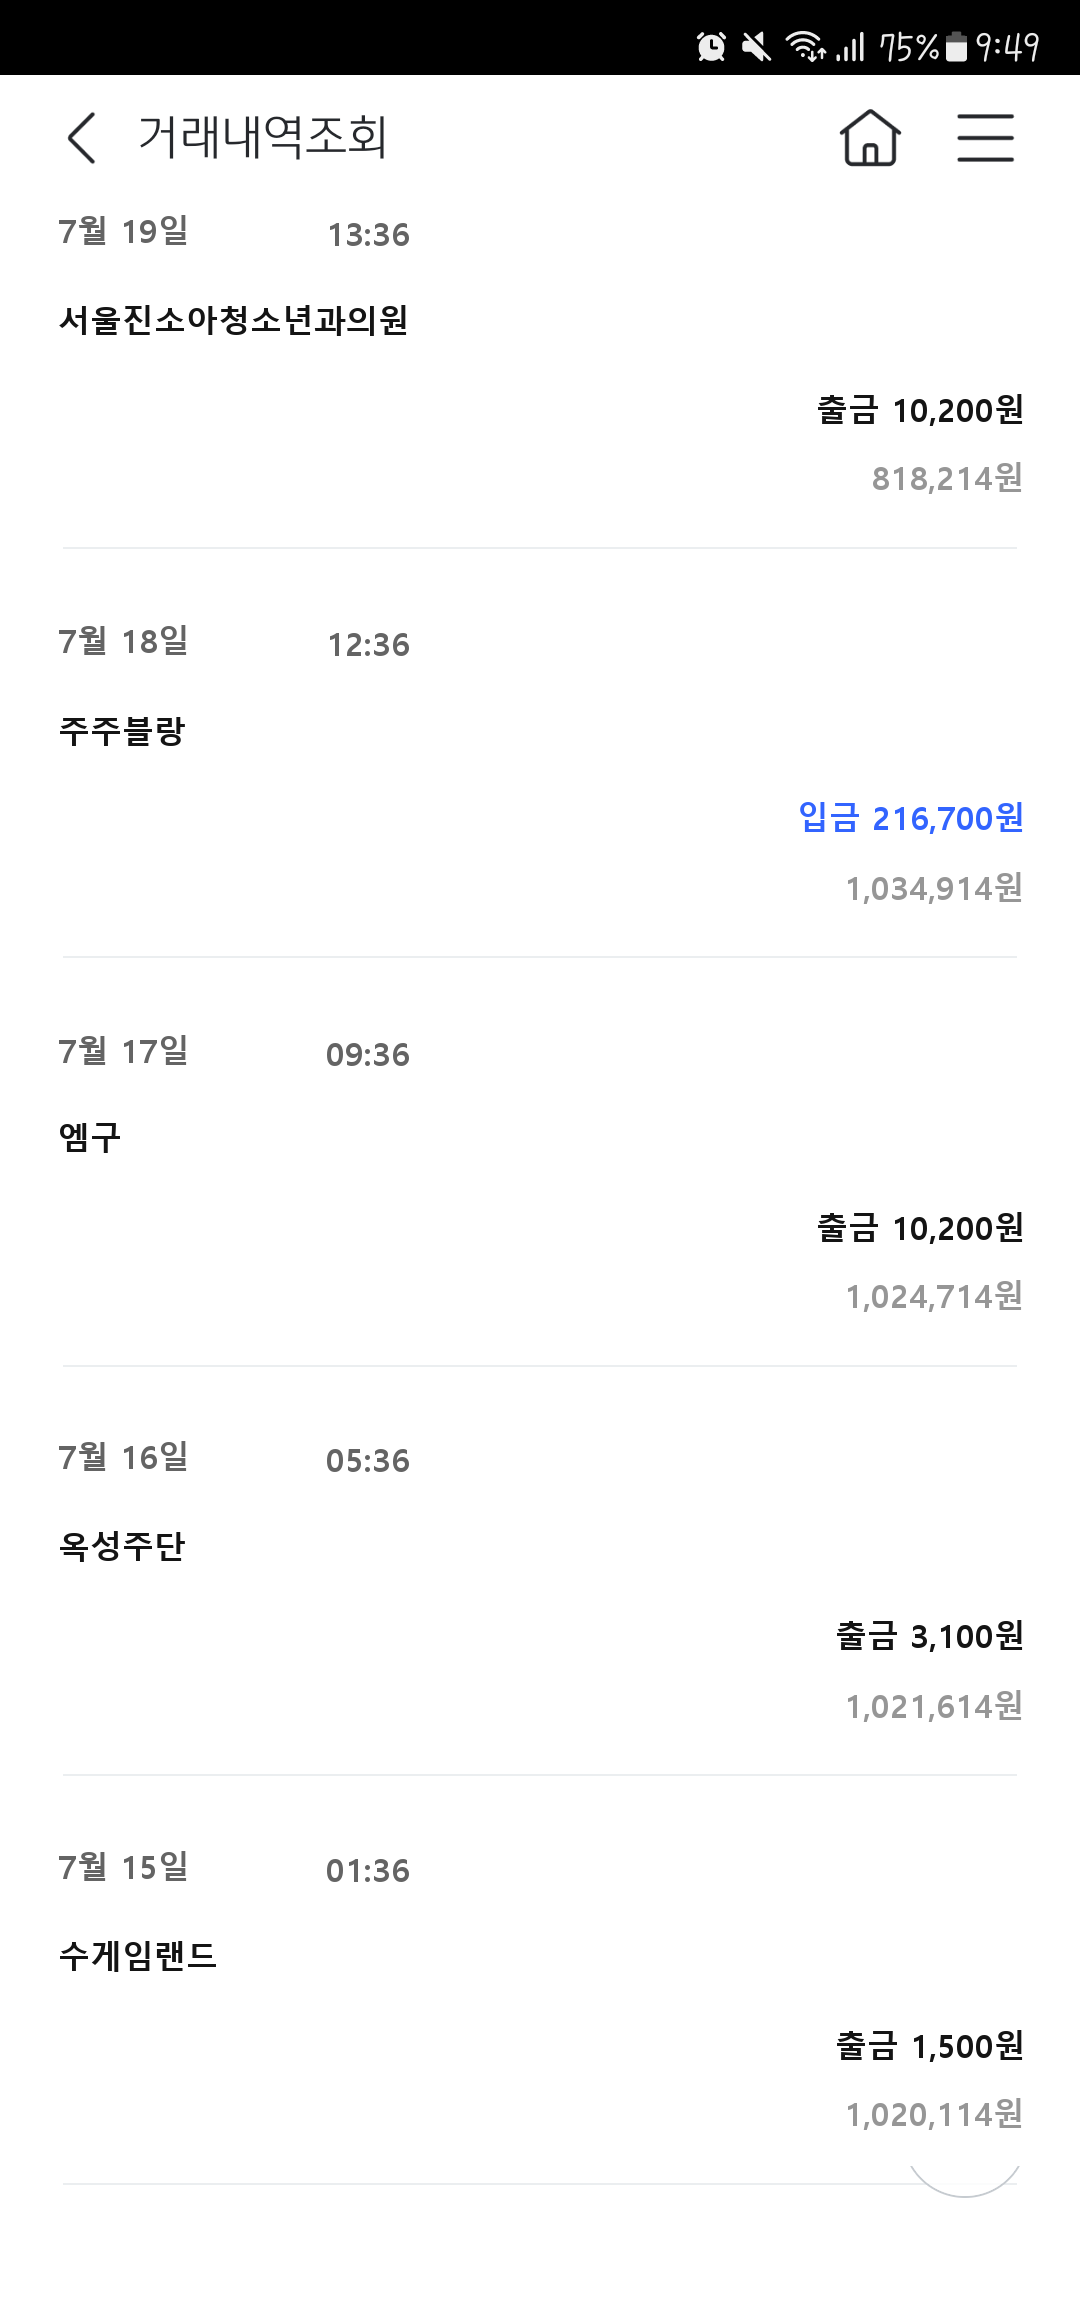 75% 9:49
거래내역조회
7월 19일 13:36
서울진소아청소년과의원
출금 10,200원
818,214원
7월 18일 12:36
주주블랑
입금 216,700원
1,034,914원
7월 17일 09:36
엠구
출금 10,200원
1,024,714원
7월 16일 05:36
옥성주단
출금 3,100원
1,021,614원
7월 15일 01:36
수게임랜드
출금 1,500원
1,020,114원